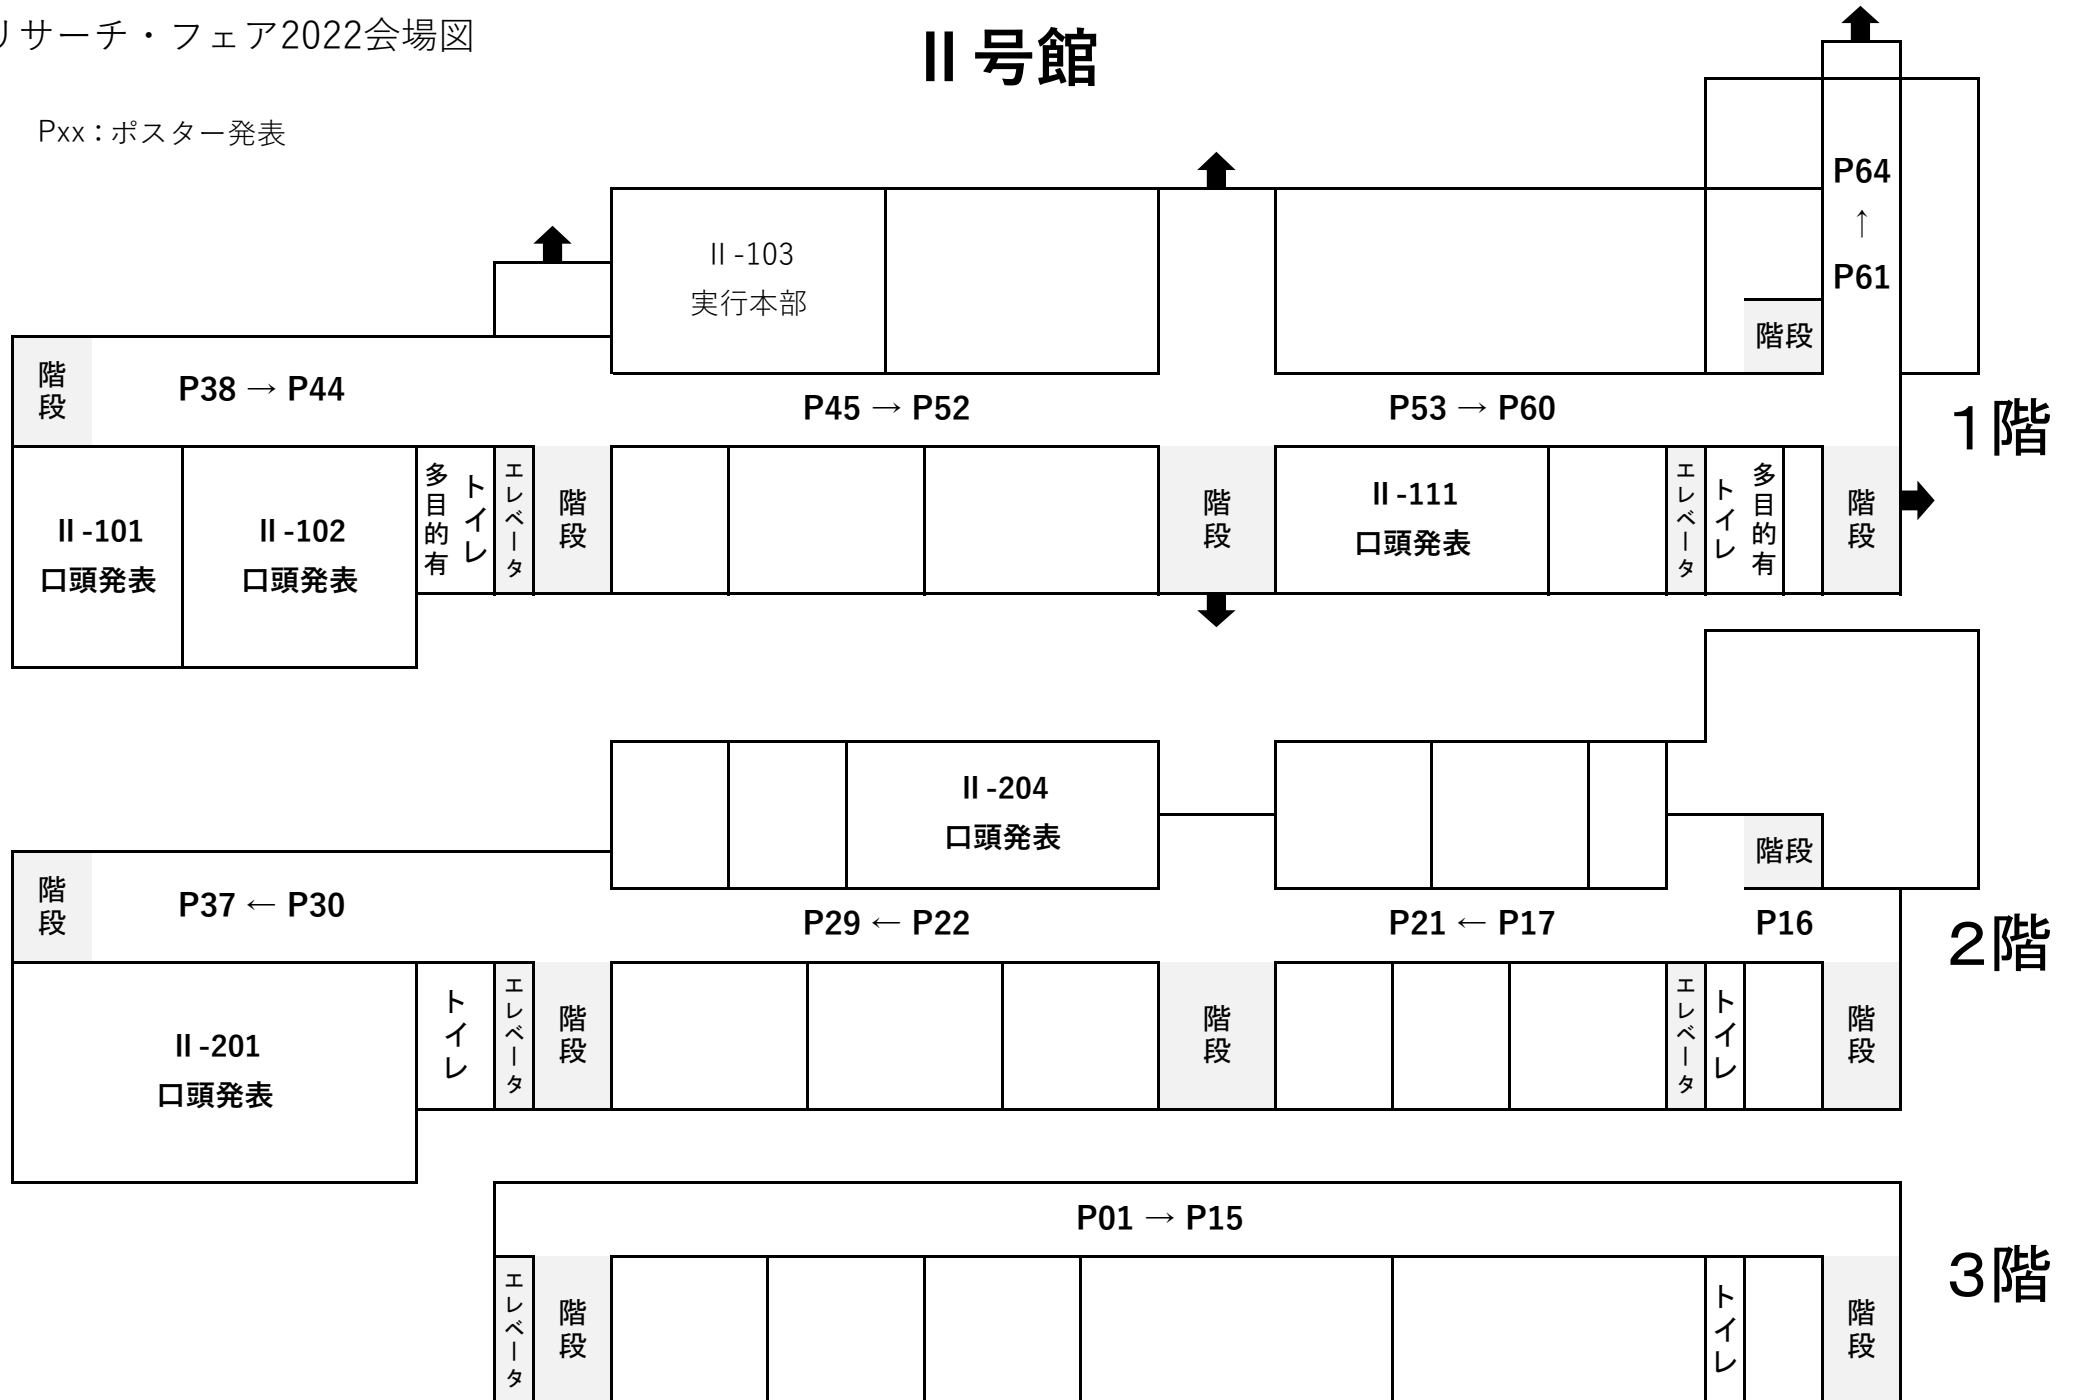 リサーチ・フェア2022会場図
Ⅱ号館
Pxx：ポスター発表
P64
↑
P61
Ⅱ-103
実行本部
階段
階段
P38 → P44
P45 → P52
P53 → P60
1階
Ⅱ-101
口頭発表
Ⅱ-102
口頭発表
多目的有
トイレ
エレベータ
階段
階段
Ⅱ-111
口頭発表
エレベータ
トイレ
多目的有
階段
Ⅱ-204
口頭発表
階段
階段
P37 ← P30
P29 ← P22
P21 ← P17
P16
2階
Ⅱ-201
口頭発表
トイレ
エレベータ
階段
階段
エレベータ
トイレ
階段
P01 → P15
3階
エレベータ
階段
トイレ
階段